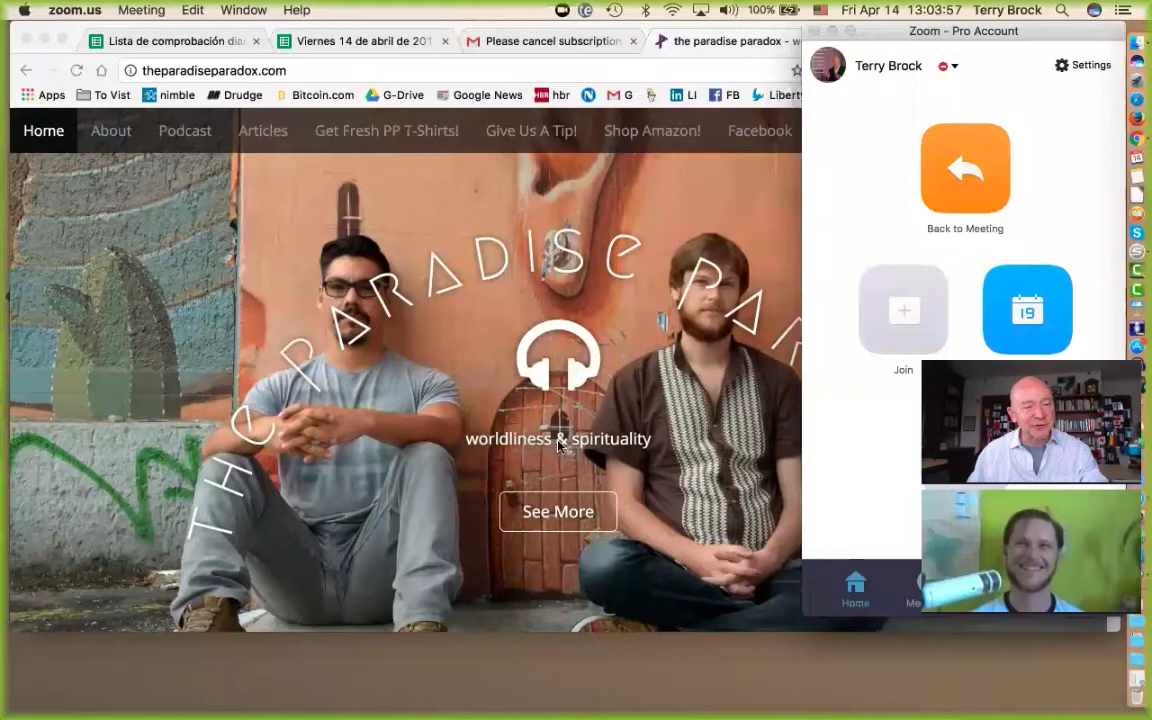 zoom.us Meeting Edit Window Help 100% Fri Apr 14 13:03:57 Terry Brock
Lista de comprobación dia Viernes 14 de abril de 201 Please cancel subscription the paradise paradox - w
Zoom - Pro Account
theparadiseparadox.com
Terry Brock Settings
Apps To Vist nimble Drudge Bitcoin.com G-Drive Google News HBR hbr M G LI FB Liberty
Home About Podcast Articles Get Fresh PP T-Shirts! Give Us A Tip! Shop Amazon! Facebook
Back to Meeting
THE PARADISE PAR
19
Join
worldliness & spirituality
See More
Home Me